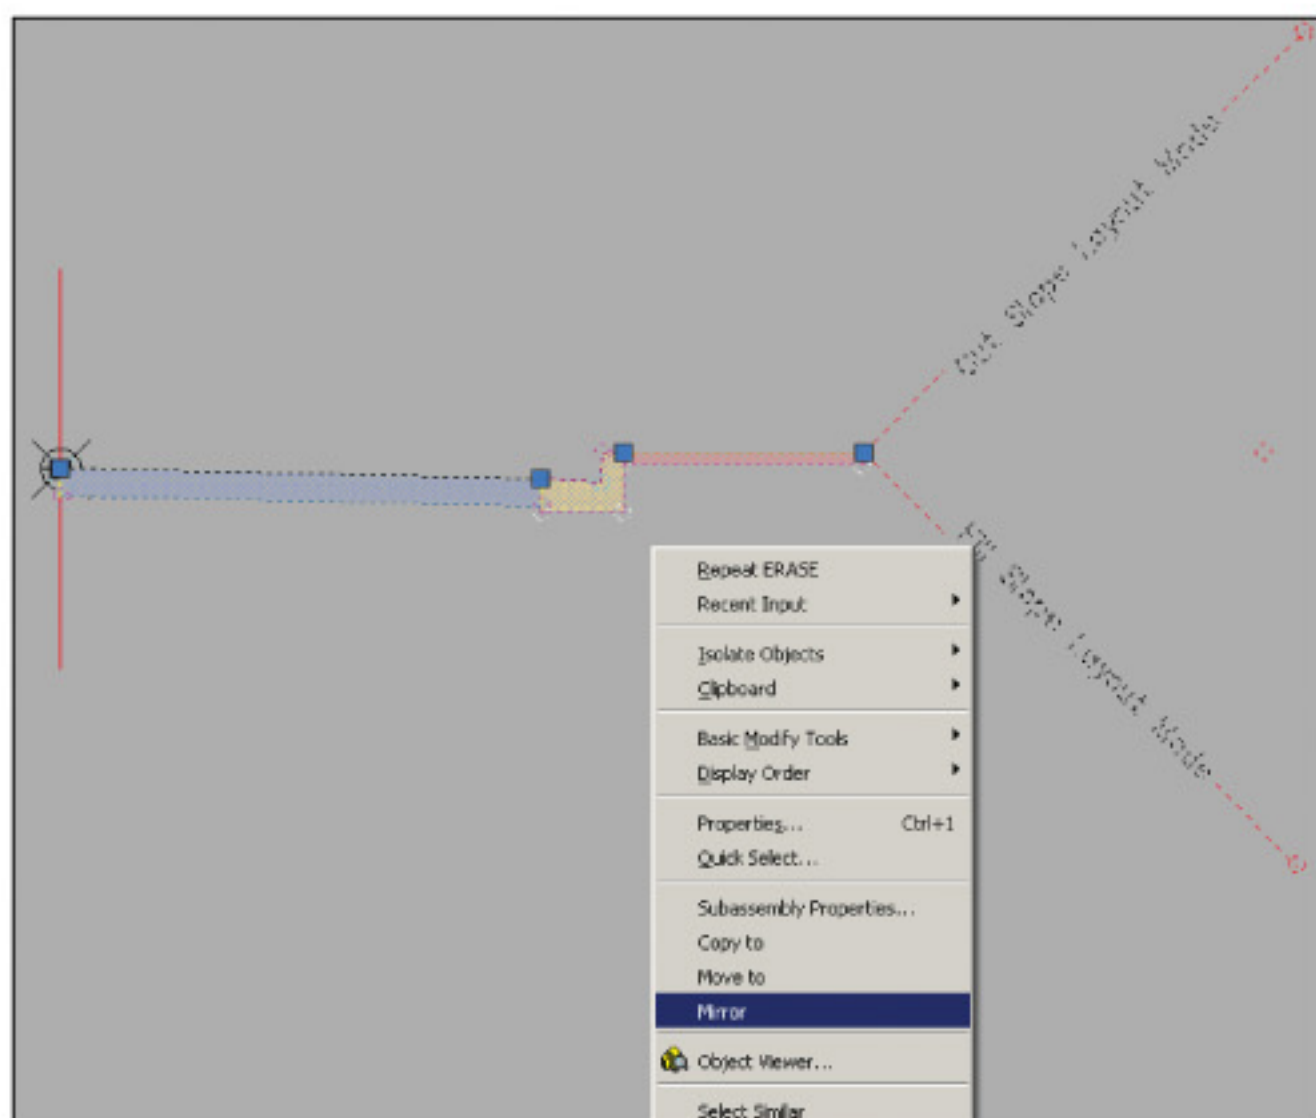 Cut Slope Layout Mode
Fill Slope Layout Mode
Repeat ERASE
Recent Input
Isolate Objects
Clipboard
Basic Modify Tools
Display Order
Properties... Ctrl+1
Quick Select...
Subassembly Properties...
Copy to
Move to
Mirror
Object Viewer...
Select Similar